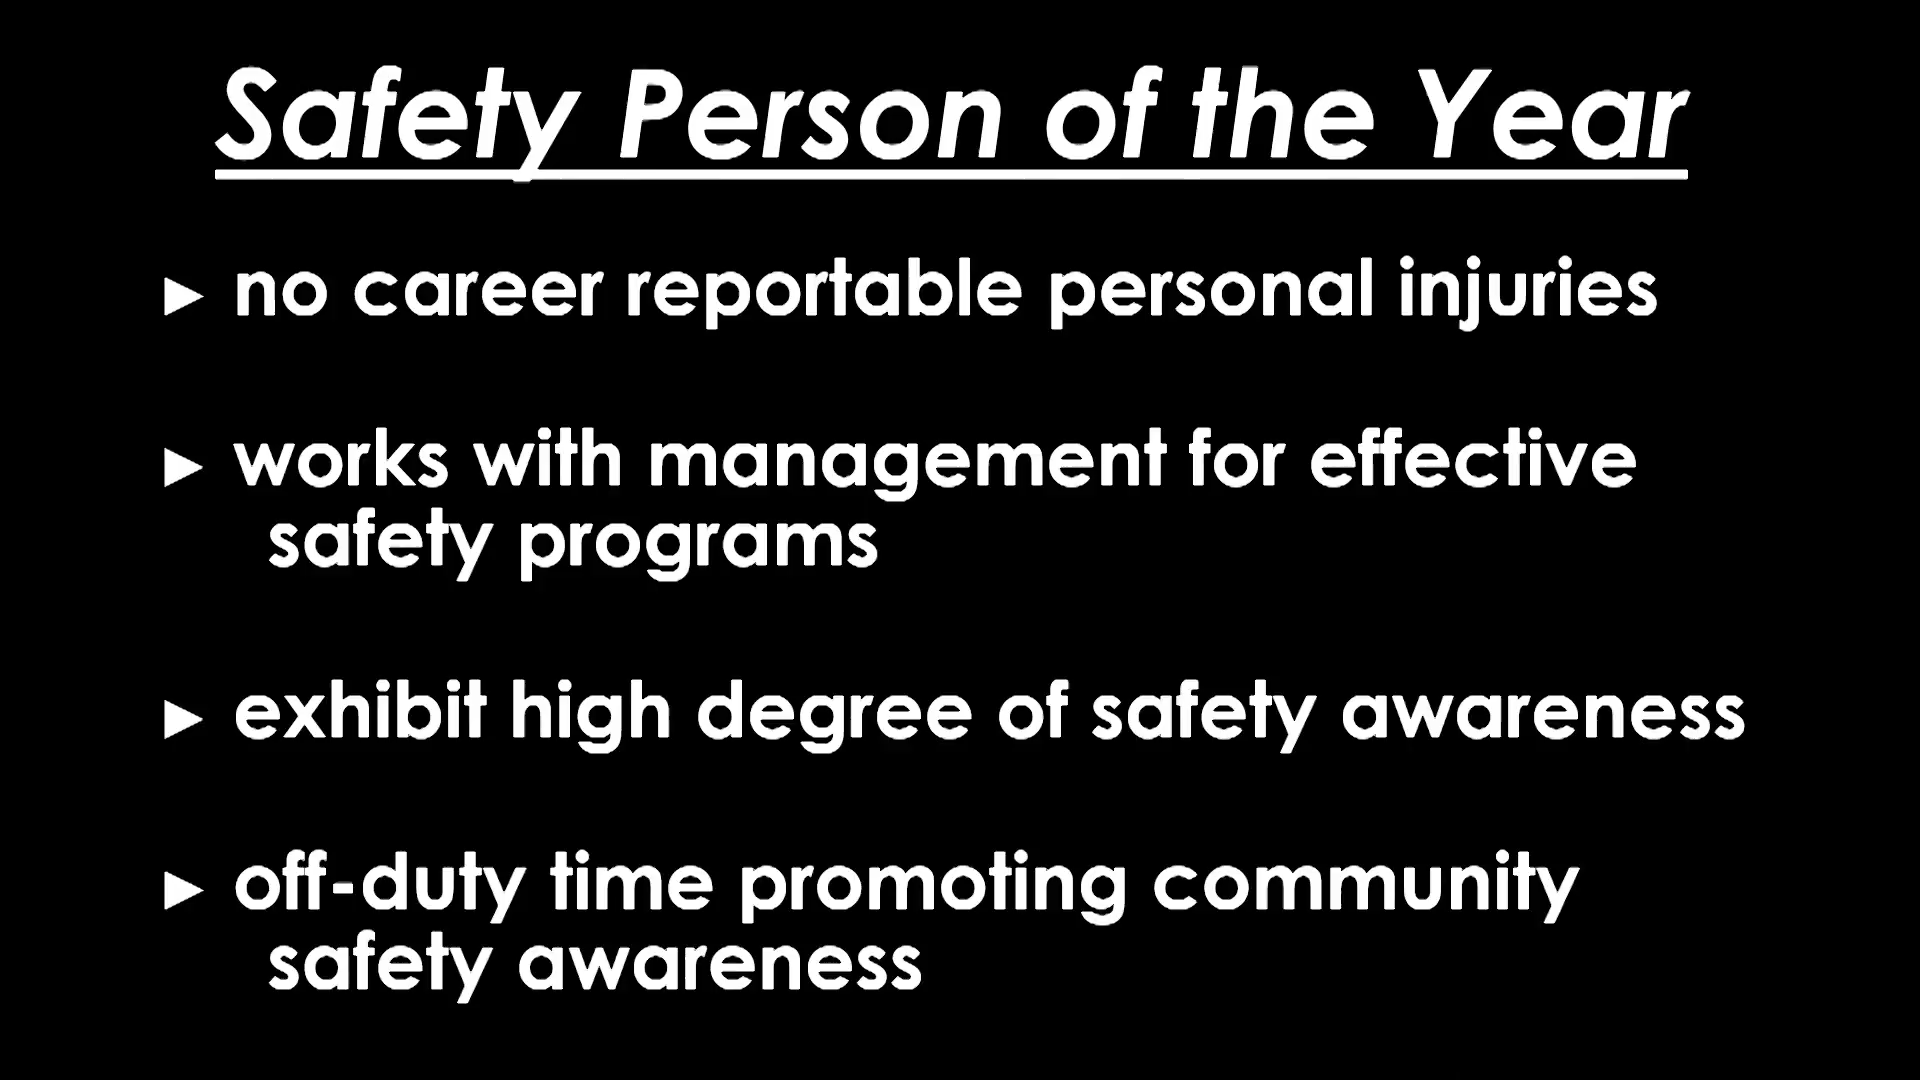 Safety Person of the Year
► no career reportable personal injuries
► works with management for effective
safety programs
► exhibit high degree of safety awareness
► off-duty time promoting community
safety awareness